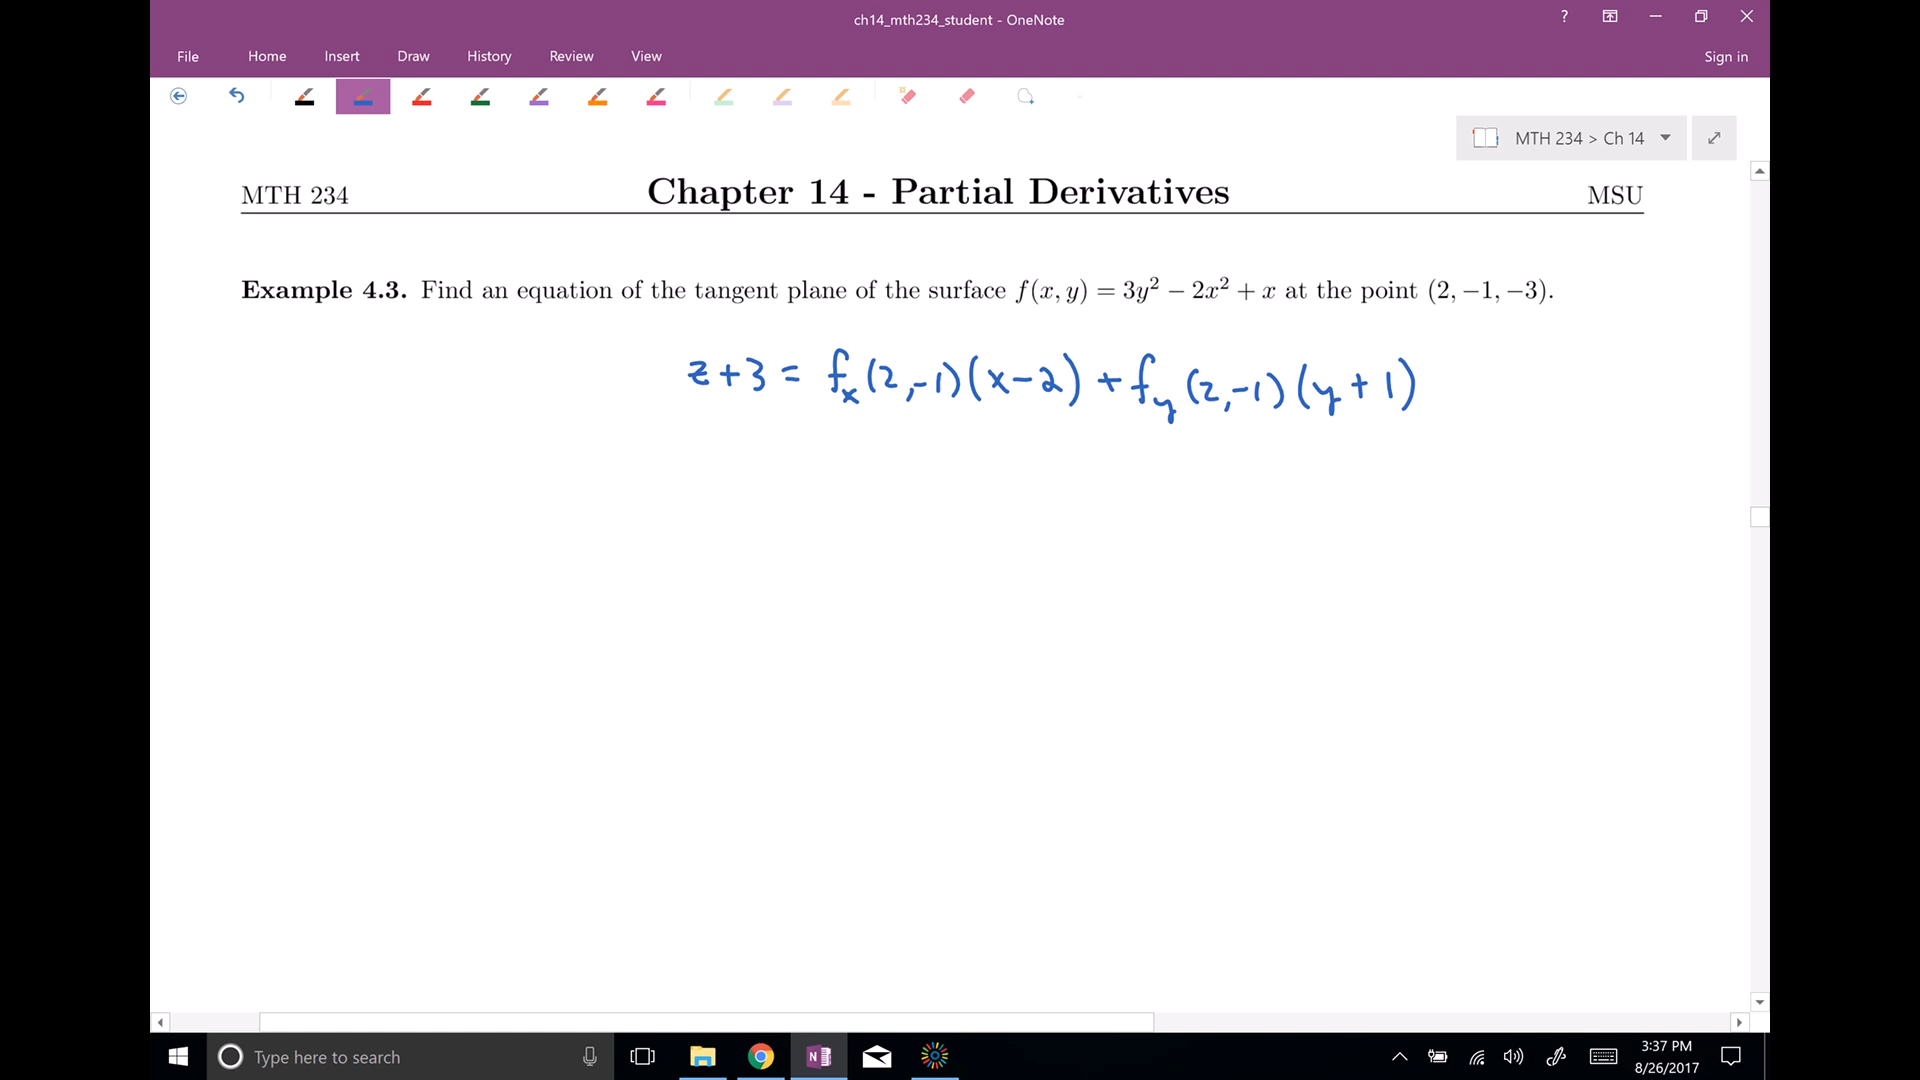 ch14_mth234_student - OneNote
?
File Home Insert Draw History Review View Sign in
MTH 234 > Ch 14
MTH 234 Chapter 14 - Partial Derivatives MSU
Example 4.3. Find an equation of the tangent plane of the surface f(x, y) = 3y² − 2x² + x at the point (2, −1, −3).
z + 3 = fₓ(2,-1)(x-2) + f_y(2,-1)(y+1)
Type here to search
N
3:37 PM
8/26/2017